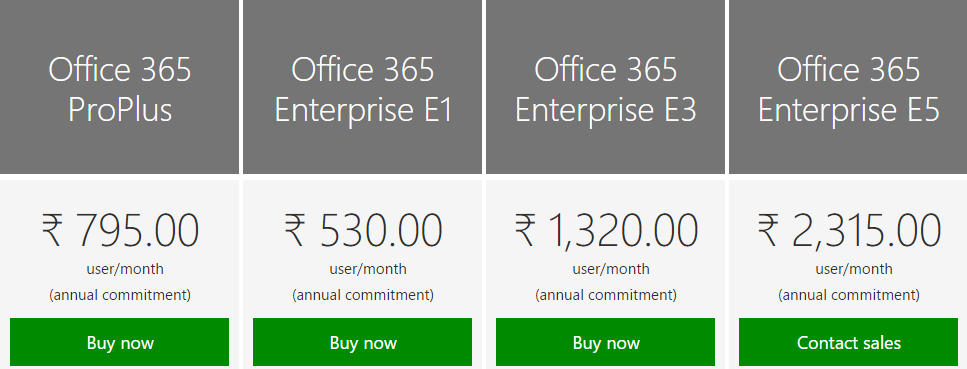 Office 365
ProPlus
₹ 795.00
user/month
(annual commitment)
Buy now
Office 365
Enterprise E1
₹ 530.00
user/month
(annual commitment)
Buy now
Office 365
Enterprise E3
₹ 1,320.00
user/month
(annual commitment)
Buy now
Office 365
Enterprise E5
₹ 2,315.00
user/month
(annual commitment)
Contact sales